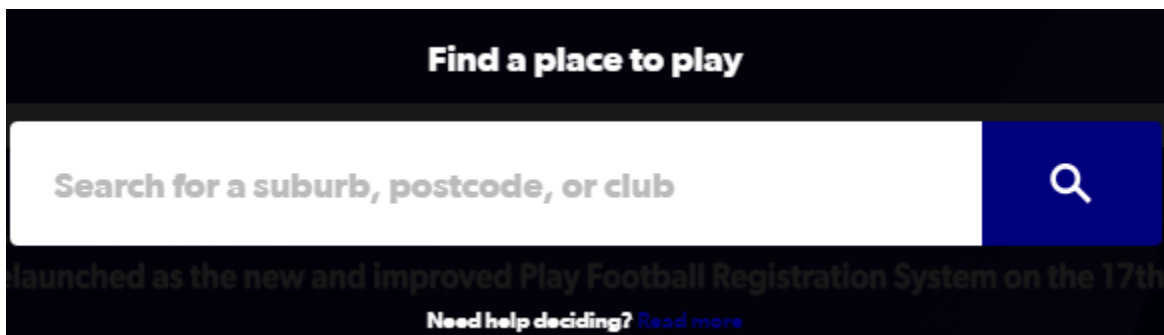 Find a place to play
Search for a suburb, postcode, or club
elaunched as the new and improved Play Football Registration System on the 17th
Need help deciding? Read more